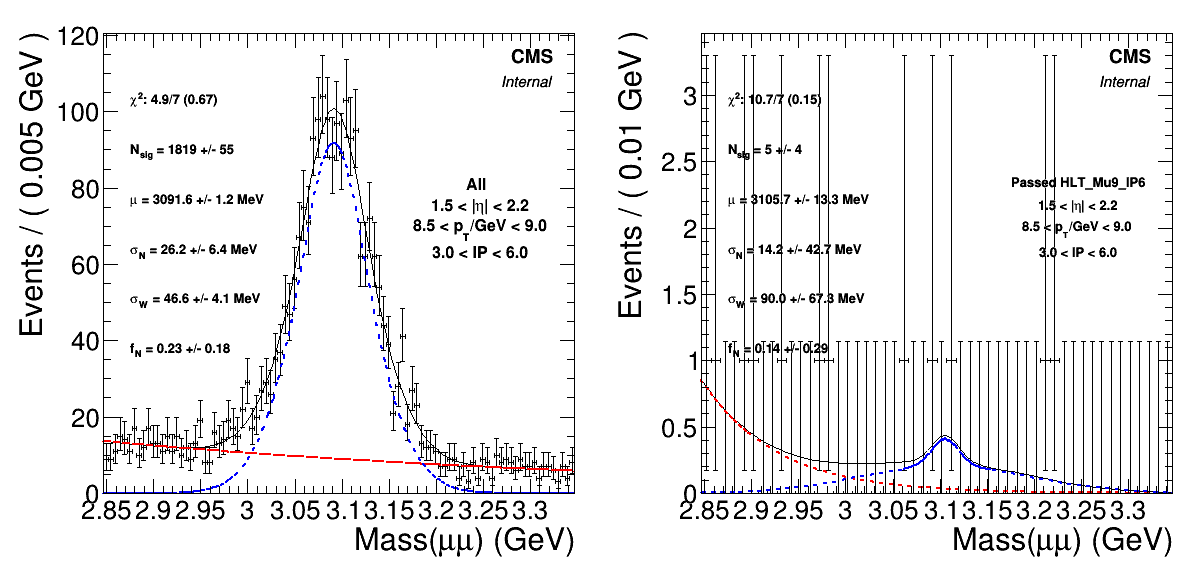 Events / ( 0.005 GeV )
120
100
80
60
40
20
0
CMS
Internal
χ²: 4.9/7 (0.67)
N_sig = 1819 +/- 55
μ = 3091.6 +/- 1.2 MeV
σ_N = 26.2 +/- 6.4 MeV
σ_W = 46.6 +/- 4.1 MeV
f_N = 0.23 +/- 0.18
All
1.5 < |η| < 2.2
8.5 < p_T/GeV < 9.0
3.0 < IP < 6.0
2.85 2.9 2.95 3 3.05 3.1 3.15 3.2 3.25 3.3
Mass(μμ) (GeV)
Events / ( 0.01 GeV )
3
2.5
2
1.5
1
0.5
0
CMS
Internal
χ²: 10.7/7 (0.15)
N_sig = 5 +/- 4
μ = 3105.7 +/- 13.3 MeV
σ_N = 14.2 +/- 42.7 MeV
σ_W = 90.0 +/- 67.3 MeV
f_N = 0.14 +/- 0.29
Passed HLT_Mu9_IP6
1.5 < |η| < 2.2
8.5 < p_T/GeV < 9.0
3.0 < IP < 6.0
2.85 2.9 2.95 3 3.05 3.1 3.15 3.2 3.25 3.3
Mass(μμ) (GeV)